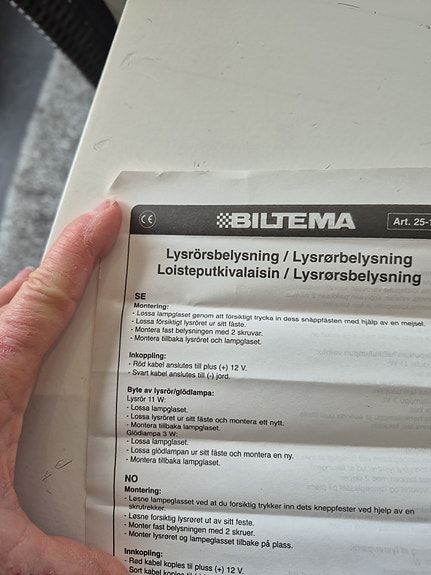 CE
BILTEMA
Art. 25-
Lysrörsbelysning / Lysrørbelysning
Loisteputkivalaisin / Lysrørsbelysning
SE
Montering:
- Lossa lampglaset genom att försiktigt trycka in dess snäppfästen med hjälp av en mejsel.
- Lossa försiktigt lysröret ur sitt fäste.
- Montera fast belysningen med 2 skruvar.
- Montera tillbaka lysröret och lampglaset.
Inkoppling:
- Röd kabel anslutes till plus (+) 12 V.
- Svart kabel anslutes till (-) jord.
Byte av lysrör/glödlampa:
Lysrör 11 W:
- Lossa lampglaset.
- Lossa lysröret ur sitt fäste och montera ett nytt.
- Montera tillbaka lampglaset.
Glödlampa 3 W:
- Lossa lampglaset.
- Lossa glödlampan ur sitt fäste och montera en ny.
- Montera tillbaka lampglaset.
NO
Montering:
- Løsne lampeglasset ved at du forsiktig trykker inn dets kneppfester ved hjelp av en
skrutrekker.
- Løsne forsiktig lysrøret ut av sitt feste.
- Monter fast belysningen med 2 skruer.
- Monter lysrøret og lampeglasset tilbake på plass.
Innkopling:
- Rød kabel koples til pluss (+) 12 V.
- Sort kabel koples til (-)